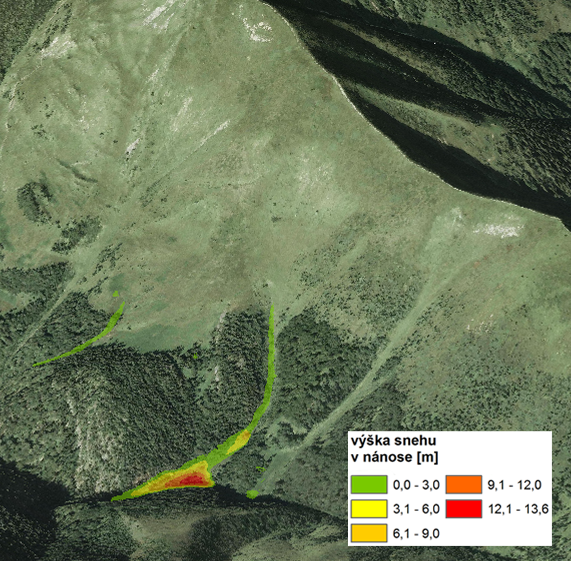 výška snehu
v nánose [m]
0,0 - 3,0
9,1 - 12,0
3,1 - 6,0
12,1 - 13,6
6,1 - 9,0